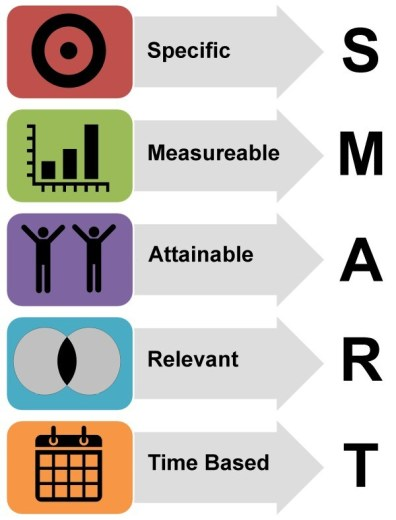 Specific S
Measureable M
Attainable A
Relevant R
Time Based T